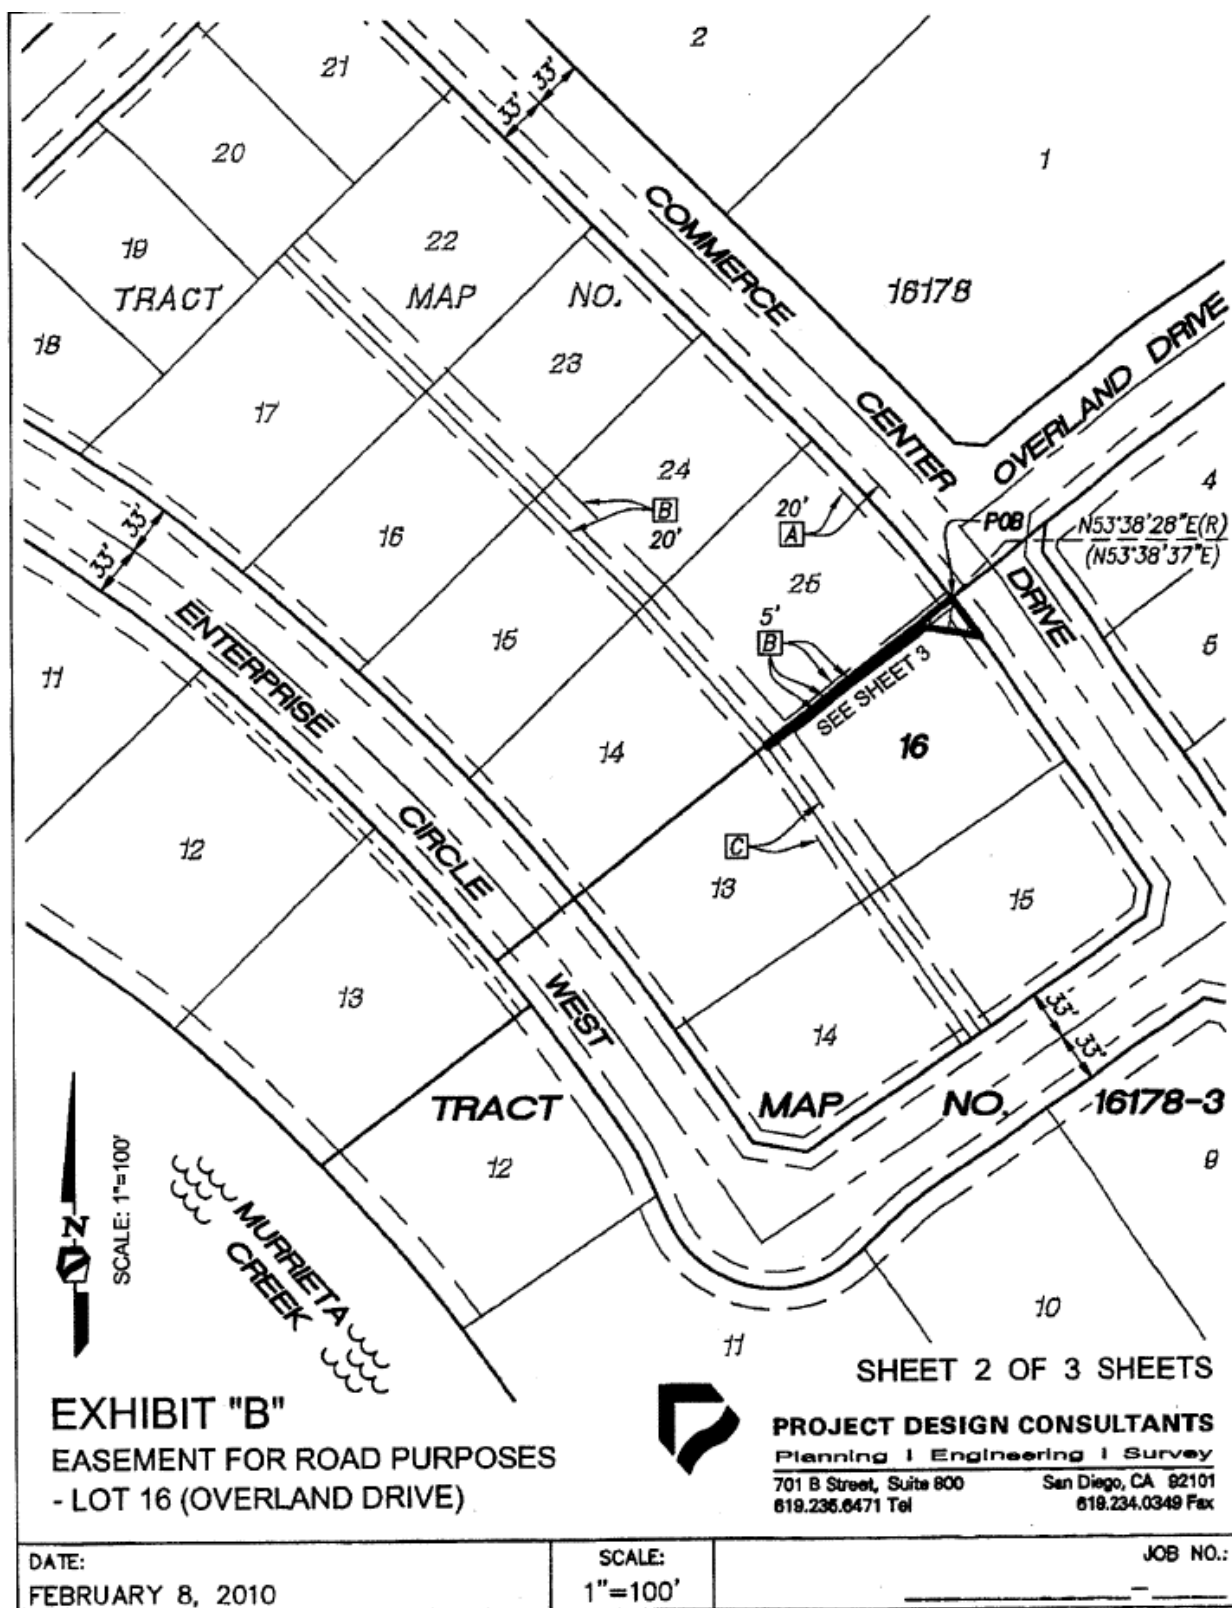 2
21
33'
33'
20
1
COMMERCE
22
19
16178
TRACT
MAP
NO.
OVERLAND DRIVE
18
23
17
CENTER
24
4
B
20'
20'
A
POB
N53°38'28"E(R)
(N53°38'37"E)
33'
33'
16
25
DRIVE
5'
B
ENTERPRISE
15
SEE SHEET 3
11
14
16
CIRCLE
12
C
13
15
13
WEST
33'
33'
14
TRACT
MAP
NO.
16178-3
12
9
N
SCALE: 1"=100'
MURRIETA
CREEK
10
11
SHEET 2 OF 3 SHEETS
EXHIBIT "B"
EASEMENT FOR ROAD PURPOSES
- LOT 16 (OVERLAND DRIVE)
PROJECT DESIGN CONSULTANTS
Planning | Engineering | Survey
701 B Street, Suite 800
San Diego, CA 92101
619.235.6471 Tel
619.234.0349 Fax
DATE:
FEBRUARY 8, 2010
SCALE:
1"=100'
JOB NO.: